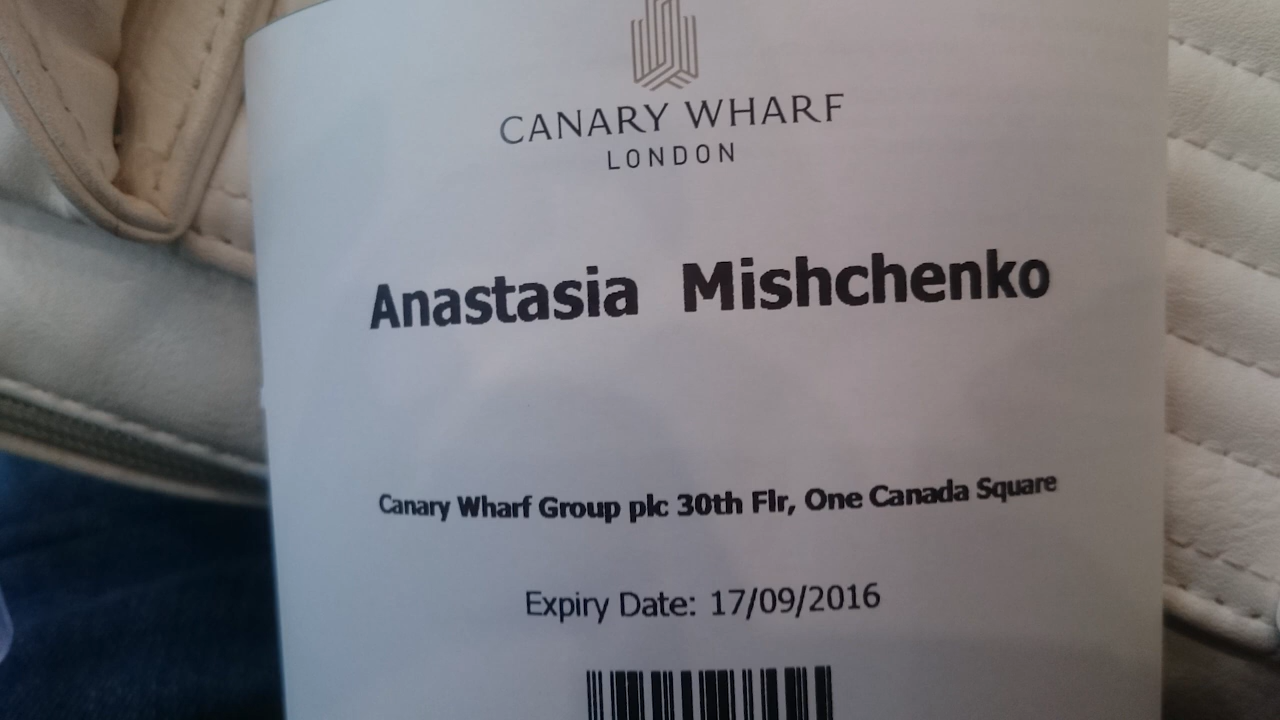 CANARY WHARF
LONDON
Anastasia Mishchenko
Canary Wharf Group plc 30th Flr, One Canada Square
Expiry Date: 17/09/2016